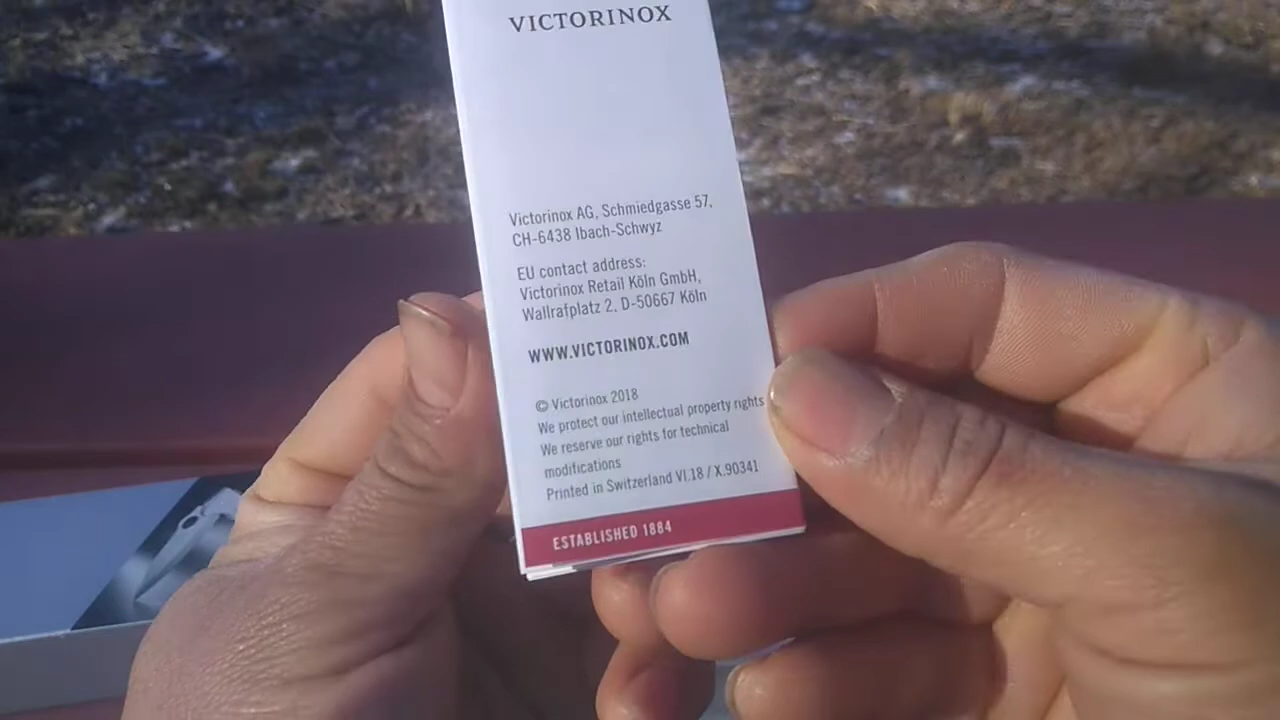 VICTORINOX
Victorinox AG, Schmiedgasse 57,
CH-6438 Ibach-Schwyz
EU contact address:
Victorinox Retail Köln GmbH,
Wallrafplatz 2, D-50667 Köln
WWW.VICTORINOX.COM
© Victorinox 2018
We protect our intellectual property rights
We reserve our rights for technical
modifications
Printed in Switzerland VI.18 / X.90341
ESTABLISHED 1884